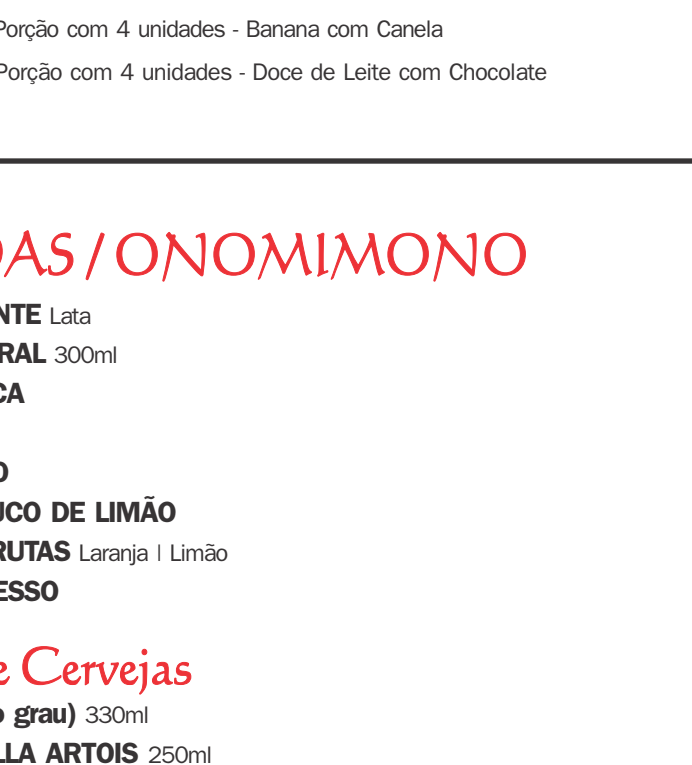 Porção com 4 unidades - Banana com Canela
Porção com 4 unidades - Doce de Leite com Chocolate
DAS / ONOMIMONO
NTE Lata
RAL 300ml
CA
O
UCO DE LIMÃO
RUTAS Laranja | Limão
ESSO
e Cervejas
o grau) 330ml
LLA ARTOIS 250ml